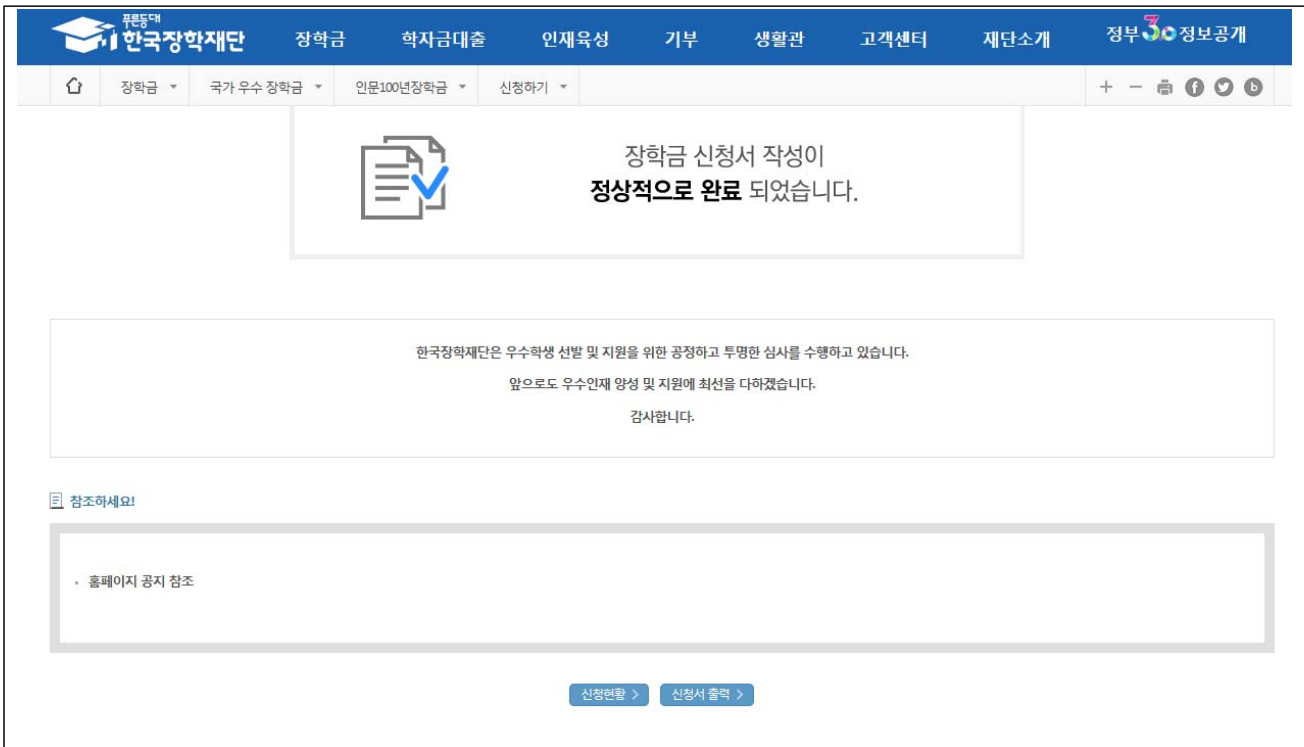 푸른등대
한국장학재단 장학금 학자금대출 인재육성 기부 생활관 고객센터 재단소개 정부3.0정보공개
장학금 국가 우수 장학금 인문100년장학금 신청하기
장학금 신청서 작성이
정상적으로 완료 되었습니다.
한국장학재단은 우수학생 선발 및 지원을 위한 공정하고 투명한 심사를 수행하고 있습니다.
앞으로도 우수인재 양성 및 지원에 최선을 다하겠습니다.
감사합니다.
참조하세요!
홈페이지 공지 참조
신청현황 신청서 출력